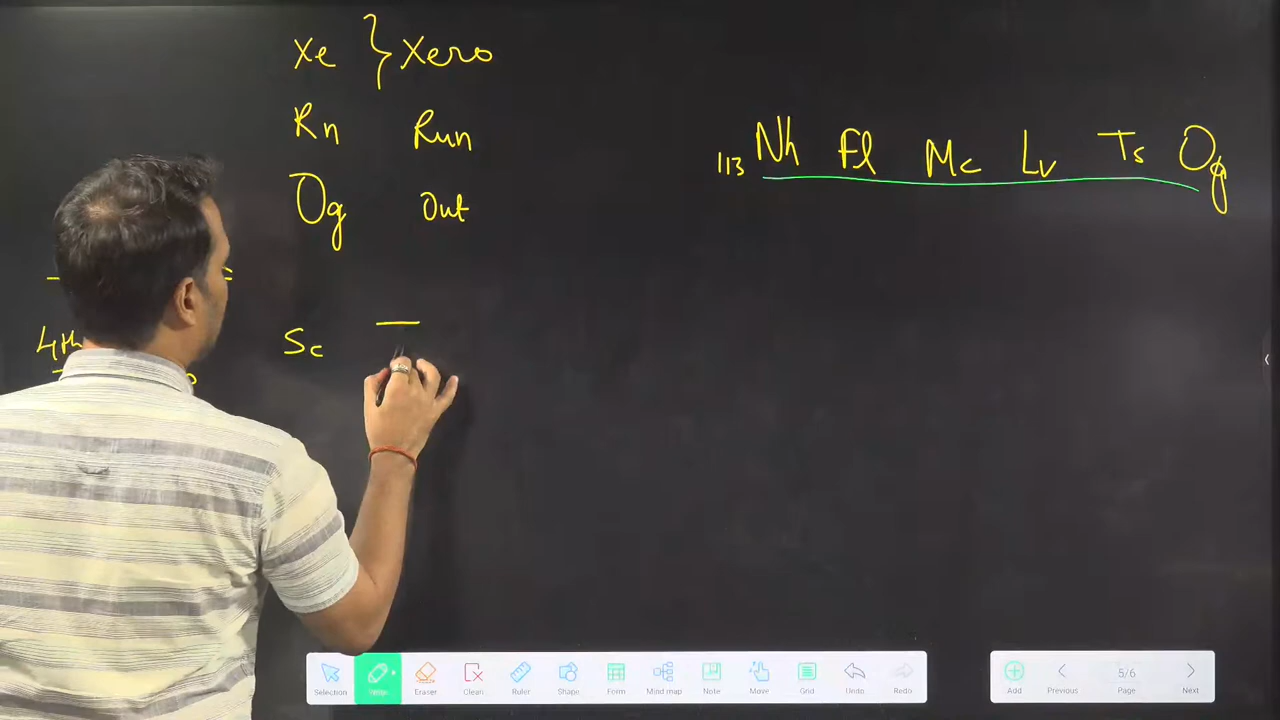 Xe } Xero
Rn Run
Og Out
113 Nh Fl Mc Lv Ts Og
4th
Sc
Selection
Eraser
Clean
Ruler
Shape
Form
Mind map
Note
Move
Grid
Undo
Redo
Add
Previous
5/6
Page
Next